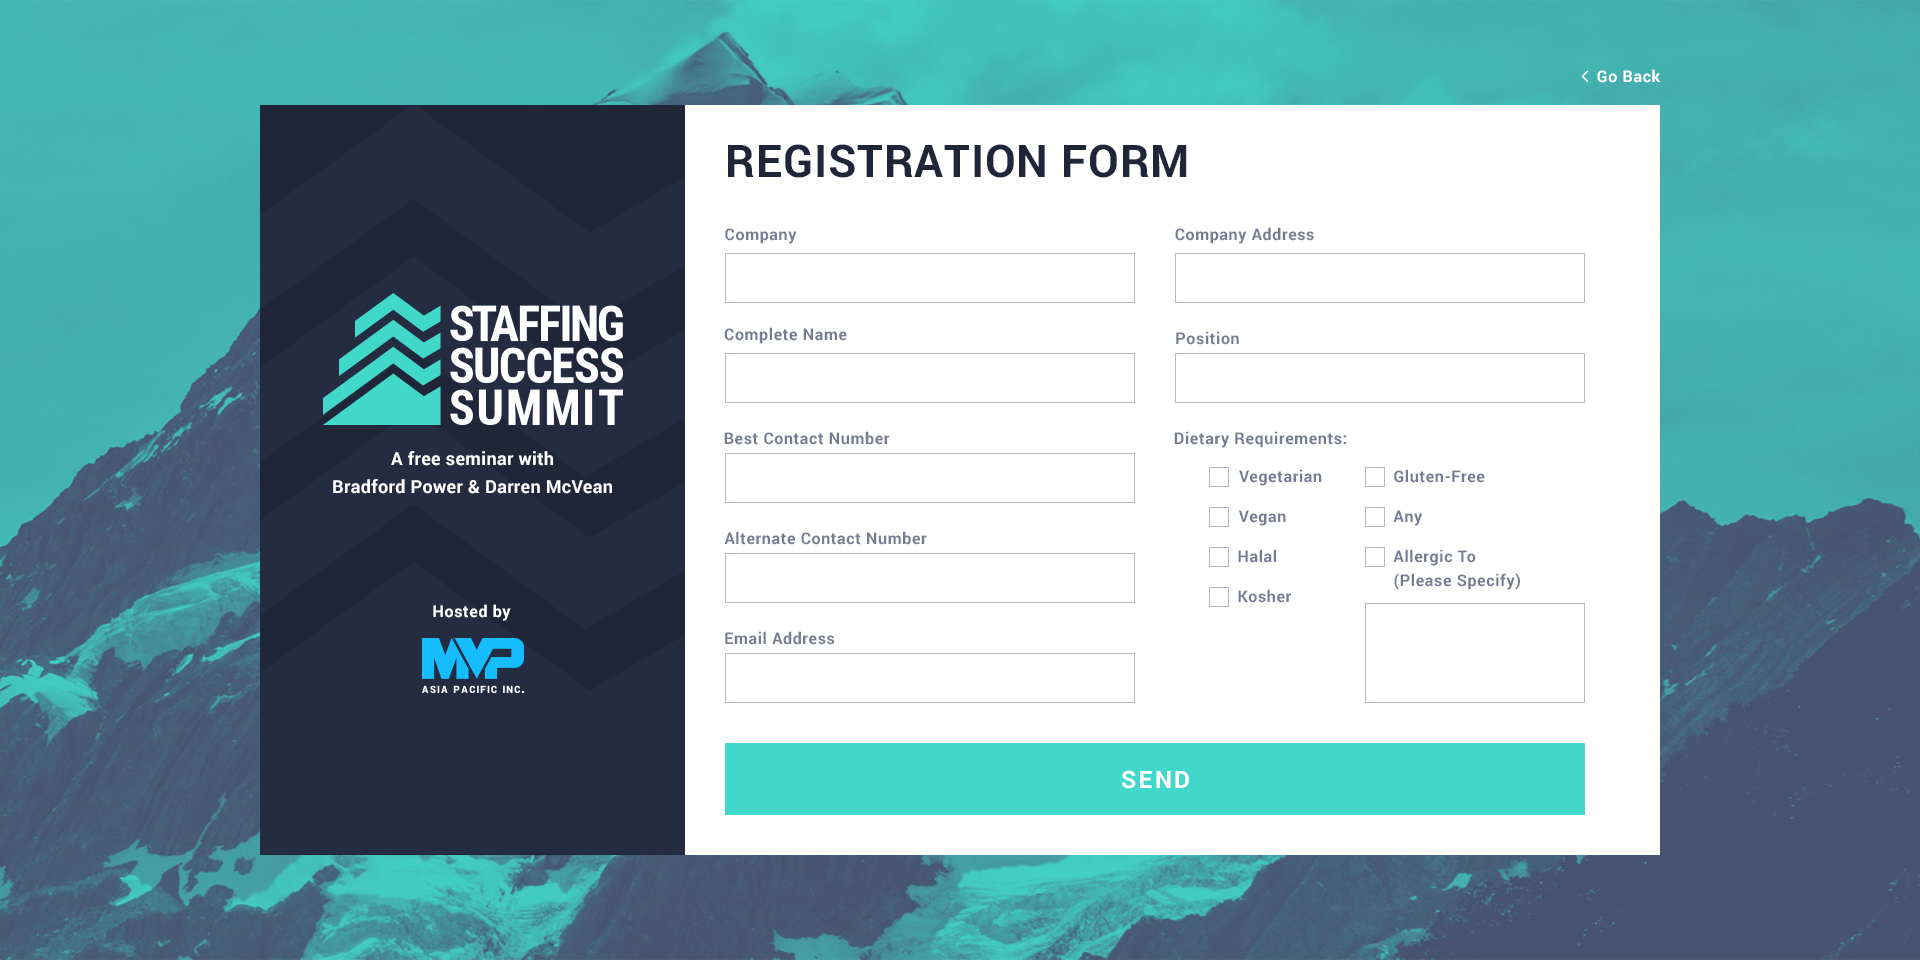 Go Back
STAFFING
SUCCESS
SUMMIT
A free seminar with
Bradford Power & Darren McVean
Hosted by
MVP
ASIA PACIFIC INC.
REGISTRATION FORM
Company
Company Address
Complete Name
Position
Best Contact Number
Dietary Requirements:
Vegetarian
Gluten-Free
Vegan
Any
Halal
Allergic To
(Please Specify)
Kosher
Alternate Contact Number
Email Address
SEND